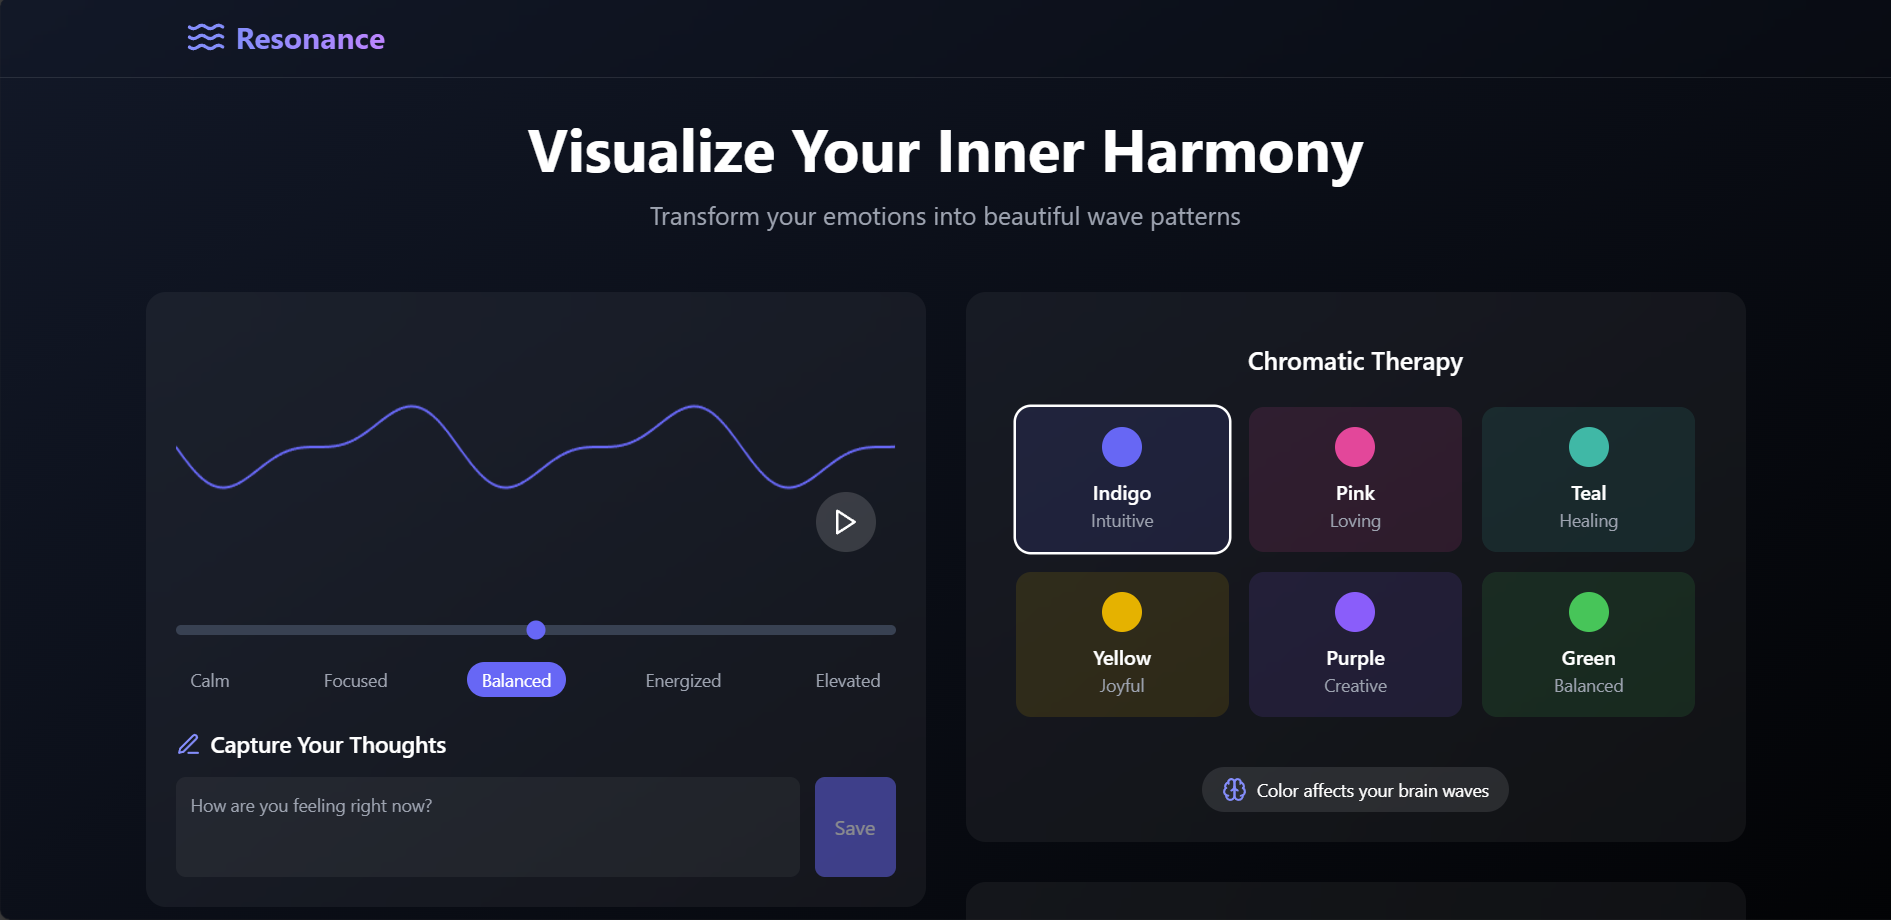 Resonance
Visualize Your Inner Harmony
Transform your emotions into beautiful wave patterns
Calm
Focused
Balanced
Energized
Elevated
Capture Your Thoughts
How are you feeling right now?
Save
Chromatic Therapy
Indigo
Intuitive
Pink
Loving
Teal
Healing
Yellow
Joyful
Purple
Creative
Green
Balanced
Color affects your brain waves